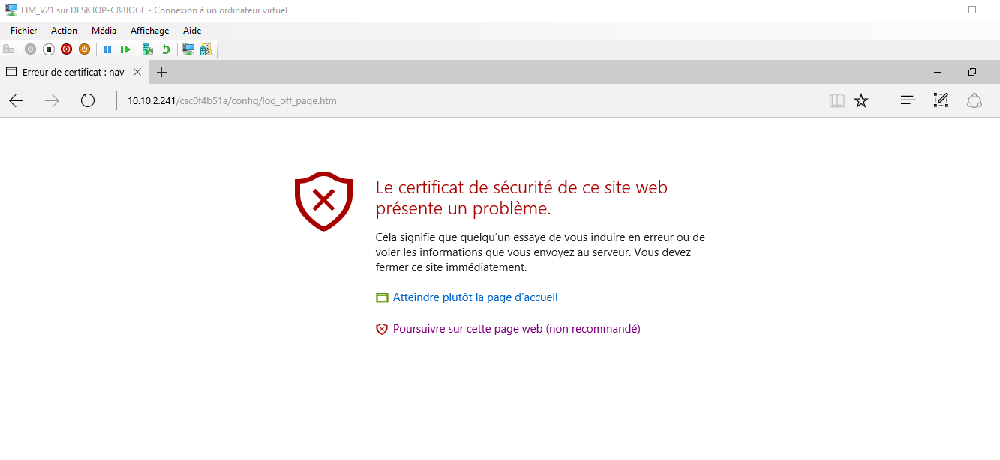 HM_V21 sur DESKTOP-C88JOGE - Connexion à un ordinateur virtuel
Fichier Action Média Affichage Aide
Erreur de certificat : navi
10.10.2.241/csc0f4b51a/config/log_off_page.htm
Le certificat de sécurité de ce site web
présente un problème.
Cela signifie que quelqu’un essaye de vous induire en erreur ou de
voler les informations que vous envoyez au serveur. Vous devez
fermer ce site immédiatement.
Atteindre plutôt la page d’accueil
Poursuivre sur cette page web (non recommandé)